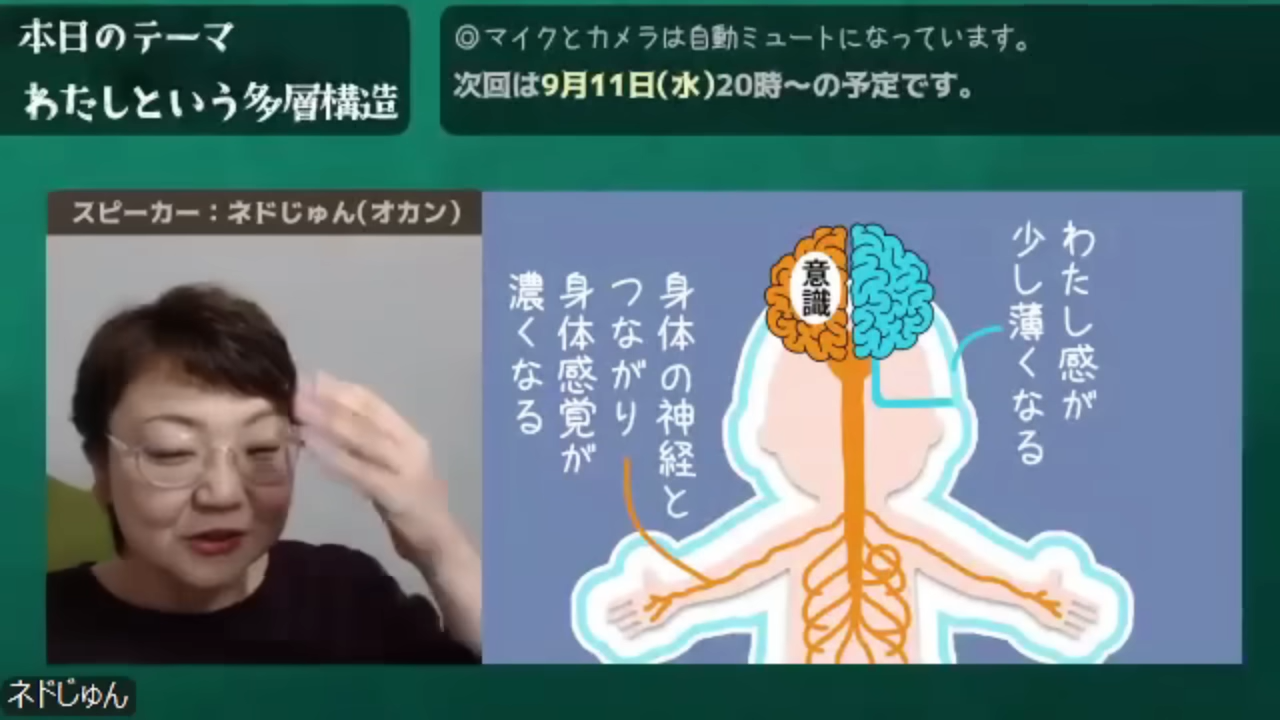 本日のテーマ
わたしという多層構造
◎マイクとカメラは自動ミュートになっています。
次回は9月11日(水)20時〜の予定です。
スピーカー：ネドじゅん(オカン)
わたし感が
少し薄くなる
意識
身体の神経と
つながり
身体感覚が
濃くなる
ネドじゅん